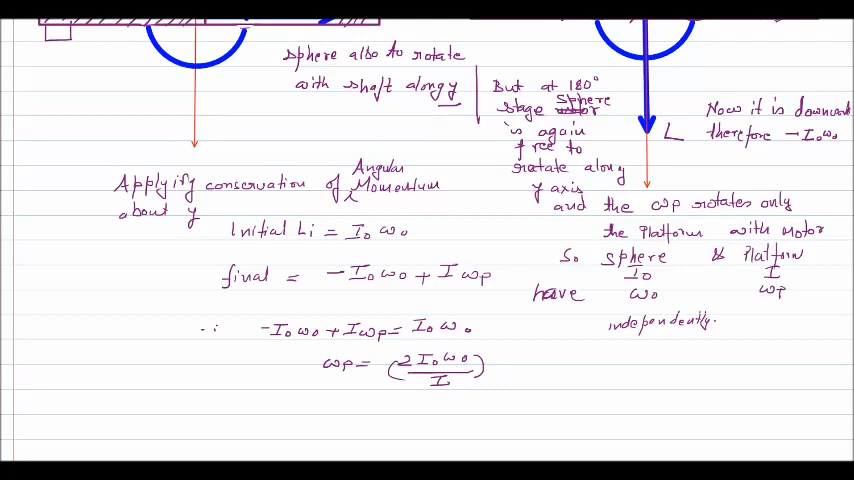 sphere also to rotate
with shaft along y
But at 180°
stage sphere
is again
free to
rotate along
y axis
and the ωp rotates only
the Platform with Motor
So sphere & Platform
I₀ I
have ω₀ ωp
independently.
L
Now it is downward
therefore -I₀ω₀
Applying conservation of Angular Momentum
about y
Initial Li = I₀ω₀
final = -I₀ω₀ + Iωp
∴ -I₀ω₀ + Iωp = I₀ω₀
ωp = (2I₀ω₀/I)